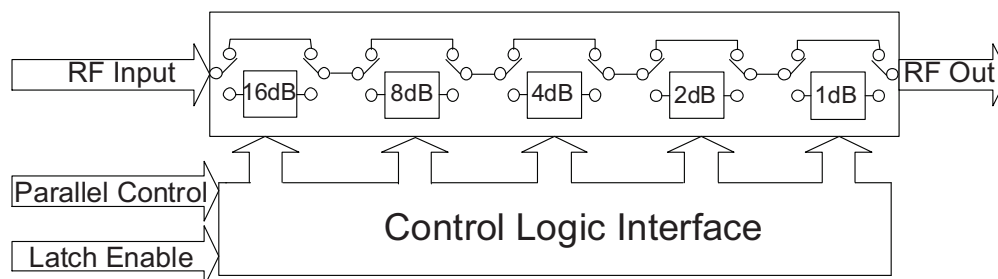 RF Input
16dB
8dB
4dB
2dB
1dB
RF Out
Parallel Control
Control Logic Interface
Latch Enable